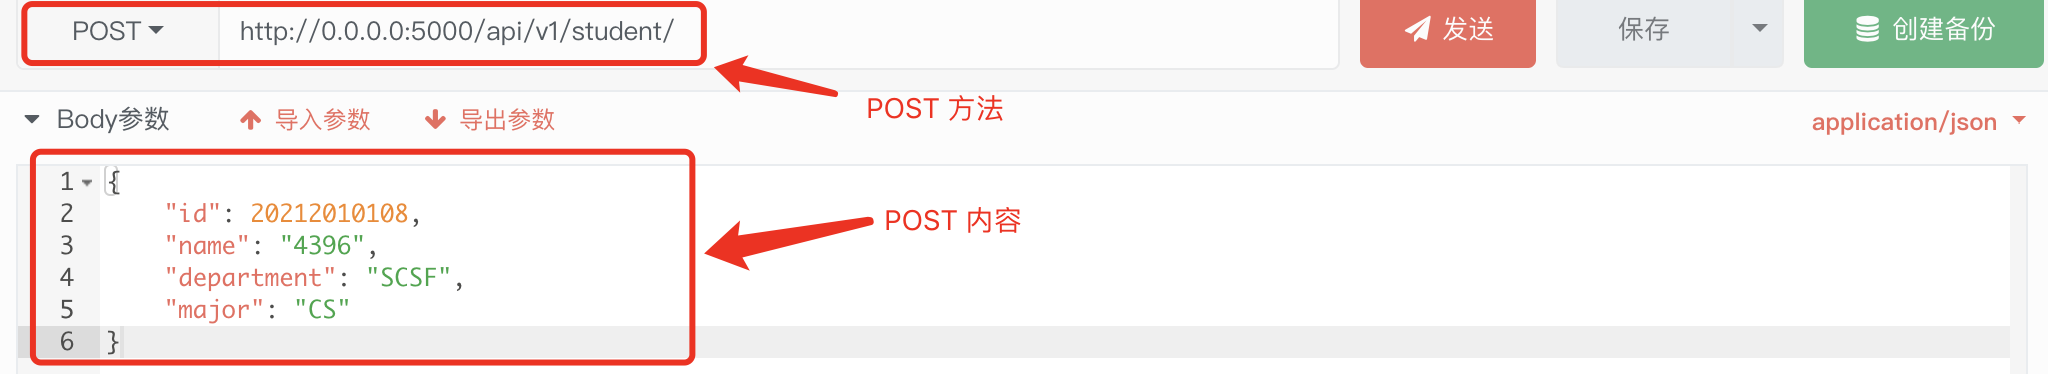 POST http://0.0.0.0:5000/api/v1/student/ 发送 保存 创建备份
POST 方法
Body参数 导入参数 导出参数 application/json
1 {
2 "id": 20212010108,
3 "name": "4396",
POST 内容
4 "department": "SCSF",
5 "major": "CS"
6 }